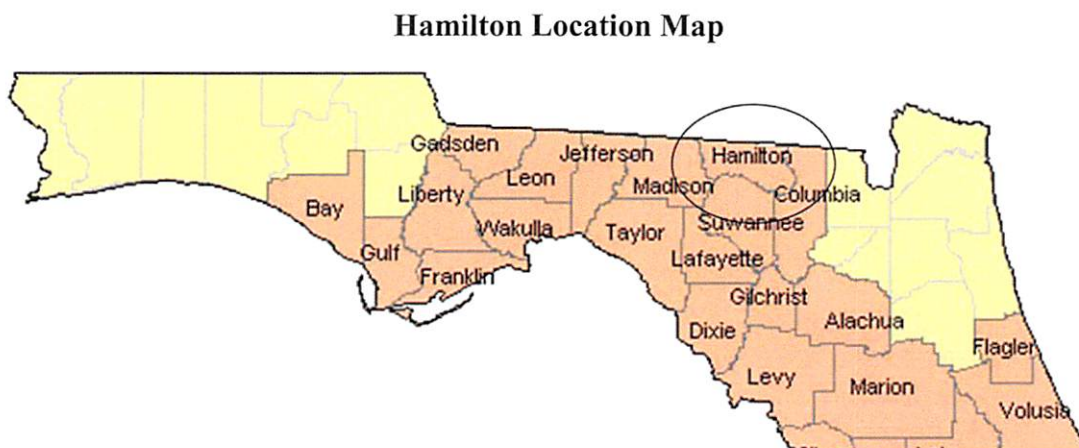 Hamilton Location Map
Gadsden
Jefferson
Hamilton
Leon
Madison
Liberty
Columbia
Bay
Suwannee
Wakulla
Taylor
Gulf
Lafayette
Franklin
Gilchrist
Dixie
Alachua
Flagler
Levy
Marion
Volusia